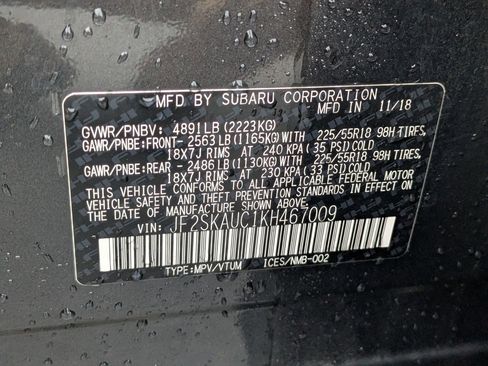 MFD BY SUBARU CORPORATION
MFD IN 11/18
GVWR/PNBV: 4891LB (2223KG)
GAWR/PNBE:FRONT- 2563LB (1165KG)WITH 225/55R18 98H TIRES,
18X7J RIMS AT 240 KPA (35 PSI)COLD
GAWR/PNBE:REAR -2486LB (1130KG)WITH 225/55R18 98H TIRES,
18X7J RIMS AT 230 KPA (33 PSI)COLD
THIS VEHICLE CONFORMS TO ALL APPLICABLE FEDERAL MOTOR
VEHICLE SAFETY AND THEFT PREVENTION STANDARDS
IN EFFECT ON THE DATE OF MANUFACTURE SHOWN ABOVE.
VIN: JF2SKAUC1KH467009
TYPE:MPV/VTUM ICES/NMB-002